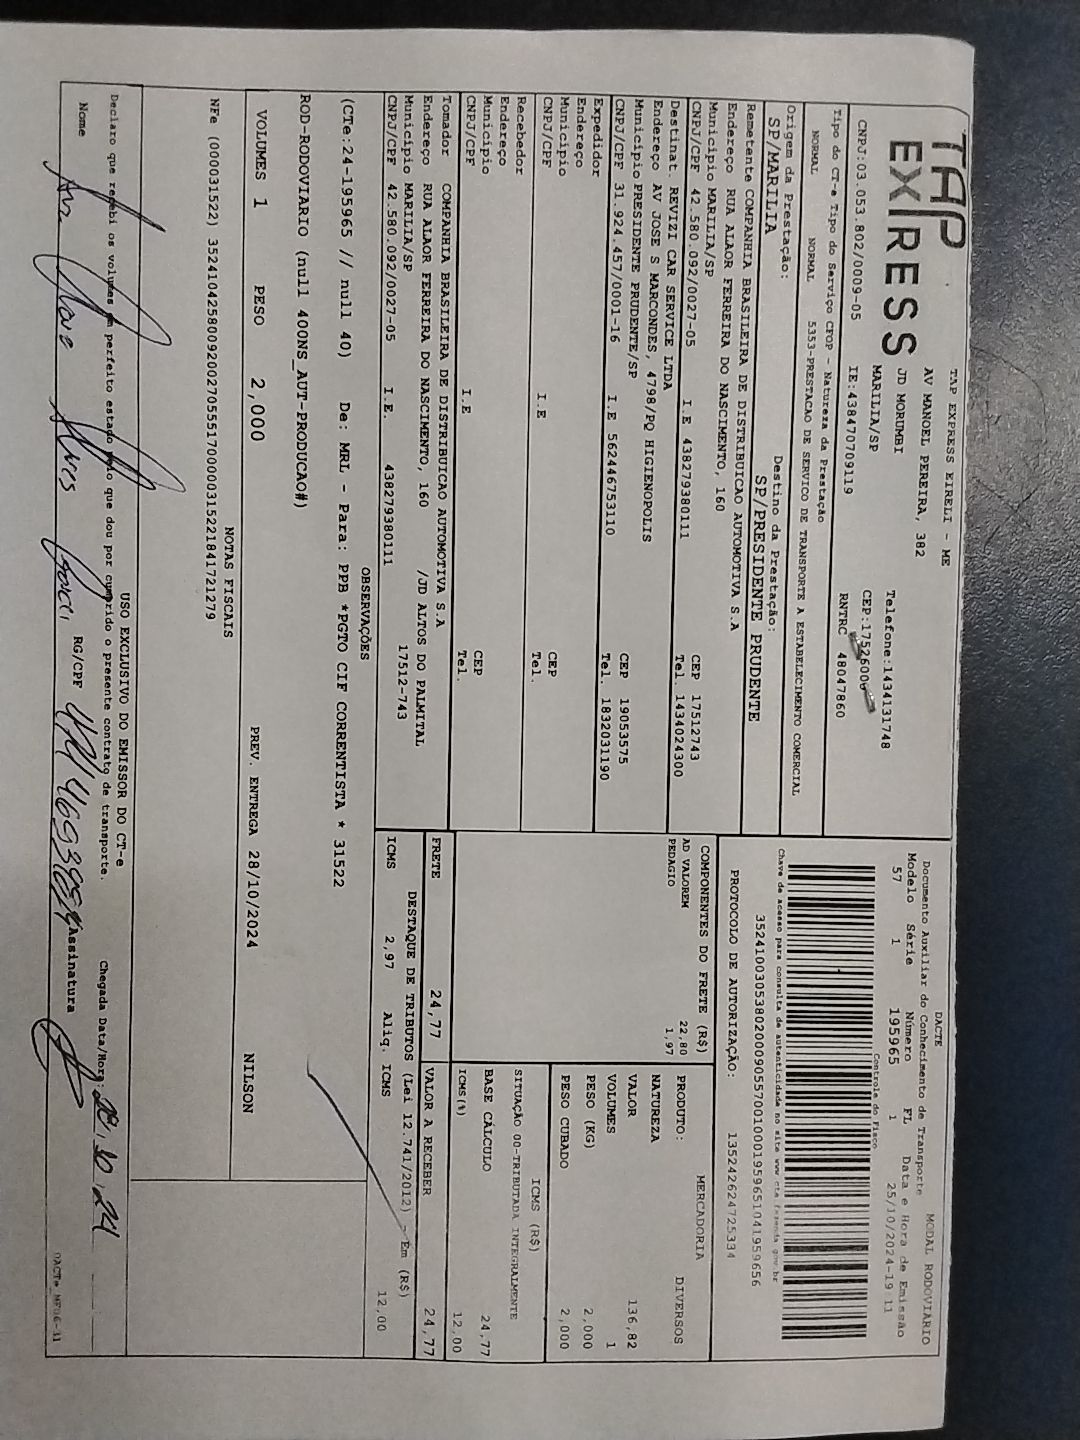 TAP
EXPRESS
TAP EXPRESS EIRELI - ME
AV MANOEL PEREIRA, 382
JD MORUMBI
MARILIA/SP
Telefone:1434131748
CEP:17526000
CNPJ:03.053.802/0009-05 IE:438470709119 RNTRC 48047860
Tipo do CT-e Tipo do Serviço CFOP - Natureza da Prestação
NORMAL NORMAL 5353-PRESTACAO DE SERVICO DE TRANSPORTE A ESTABELECIMENTO COMERCIAL
Origem da Prestação: Destino da Prestação:
SP/MARILIA SP/PRESIDENTE PRUDENTE
Remetente COMPANHIA BRASILEIRA DE DISTRIBUICAO AUTOMOTIVA S.A
Endereço RUA ALAOR FERREIRA DO NASCIMENTO, 160
Município MARILIA/SP CEP 17512743
CNPJ/CPF 42.580.092/0027-05 I.E 438279380111 Tel. 1434024300
Destinat. REVIZI CAR SERVICE LTDA
Endereço AV JOSE S MARCONDES, 4798/PQ HIGIENOPOLIS
Município PRESIDENTE PRUDENTE/SP CEP 19053575
CNPJ/CPF 31.924.457/0001-16 I.E 562446753110 Tel. 1832031190
Expedidor
Endereço
Município CEP
CNPJ/CPF I.E Tel.
Recebedor
Endereço
Município CEP
CNPJ/CPF I.E Tel.
Tomador COMPANHIA BRASILEIRA DE DISTRIBUICAO AUTOMOTIVA S.A
Endereço RUA ALAOR FERREIRA DO NASCIMENTO, 160 /JD ALTOS DO PALMITAL
Município MARILIA/SP 17512-743
CNPJ/CPF 42.580.092/0027-05 I.E. 438279380111
DACTE MODAL RODOVIÁRIO
Documento Auxiliar do Conhecimento de Transporte
Modelo Série Número FL Data e Hora de Emissão
57 1 195965 1 25/10/2024-19 11
Controle do Fisco
Chave de acesso para consulta de autenticidade no site www.cte.fazenda.gov.br
PROTOCOLO DE AUTORIZAÇÃO: 135242624725334
COMPONENTES DO FRETE (R$)
AD VALOREM 22,80
PEDAGIO 1,97
FRETE 24,77
MERCADORIA
PRODUTO: DIVERSOS
NATUREZA
VALOR 136,82
VOLUMES 1
PESO (KG) 2,000
PESO CUBADO 2,000
ICMS (R$)
SITUAÇÃO 00-TRIBUTADA INTEGRALMENTE
BASE CÁLCULO 24,77
ICMS(%) 12,00
VALOR A RECEBER 24,77
DESTAQUE DE TRIBUTOS (Lei 12.741/2012) - Em (R$)
ICMS 2,97 Aliq. ICMS 12,00
OBSERVAÇÕES
(CTe:24-195965 // null 40) De: MRL - Para: PPB *PGTO CIF CORRENTISTA * 31522
ROD-RODOVIARIO (null 400NS_AUT-PRODUCAO#)
VOLUMES 1 PESO 2,000 PREV. ENTREGA 28/10/2024 NILSON
NOTAS FISCAIS
NFe (000031522) 35241042580092002705551700000315221841721279
USO EXCLUSIVO DO EMISSOR DO CT-e
Declaro que recebi os volumes em perfeito estado pelo que dou por cumprido o presente contrato de transporte. Chegada Data/Hora:
Nome RG/CPF Assinatura